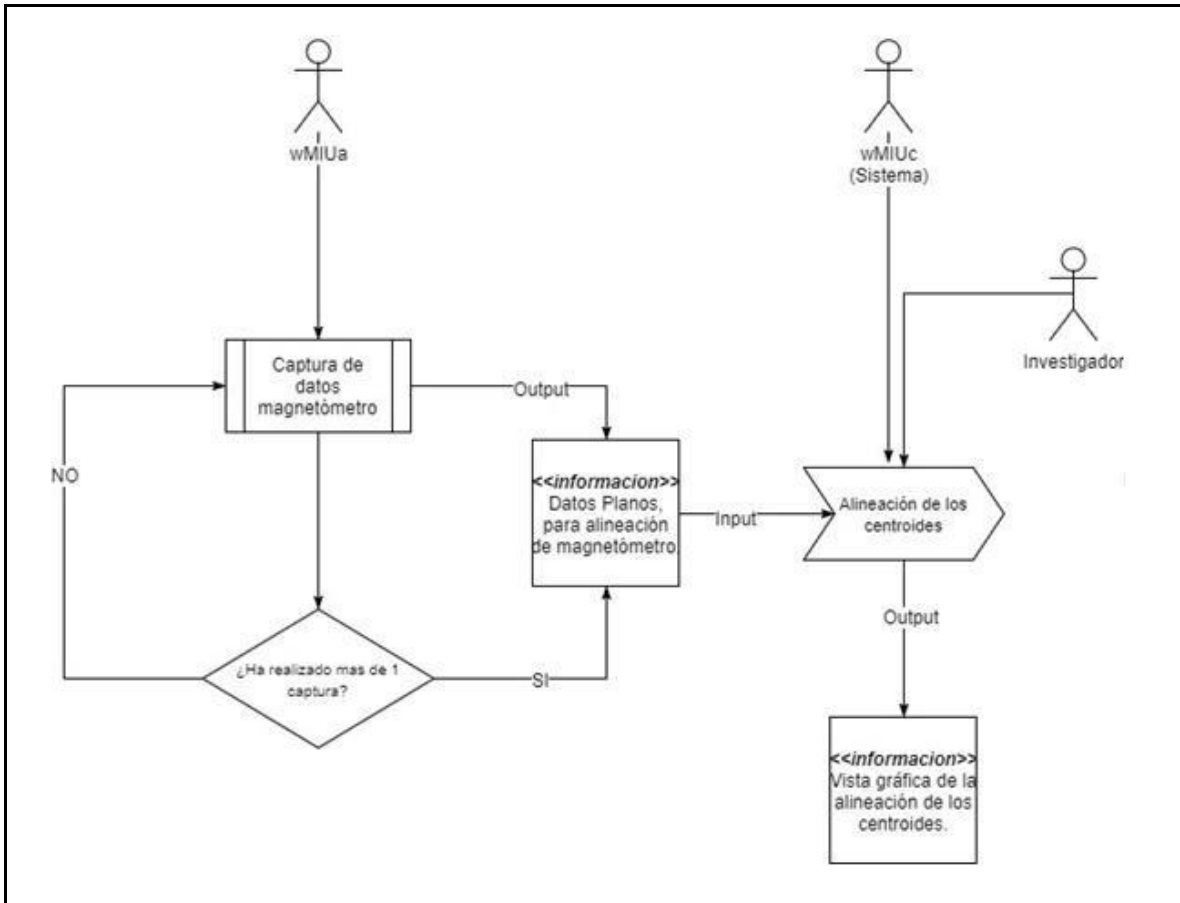 wMIUa
wMIUc
(Sistema)
Investigador
Captura de
datos
magnetómetro
Output
NO
<<informacion>>
Datos Planos,
para alineación
de magnetómetro.
Input
Alineación de los
centroides
¿Ha realizado mas de 1
captura?
SI
Output
<<informacion>>
Vista gráfica de la
alineación de los
centroides.